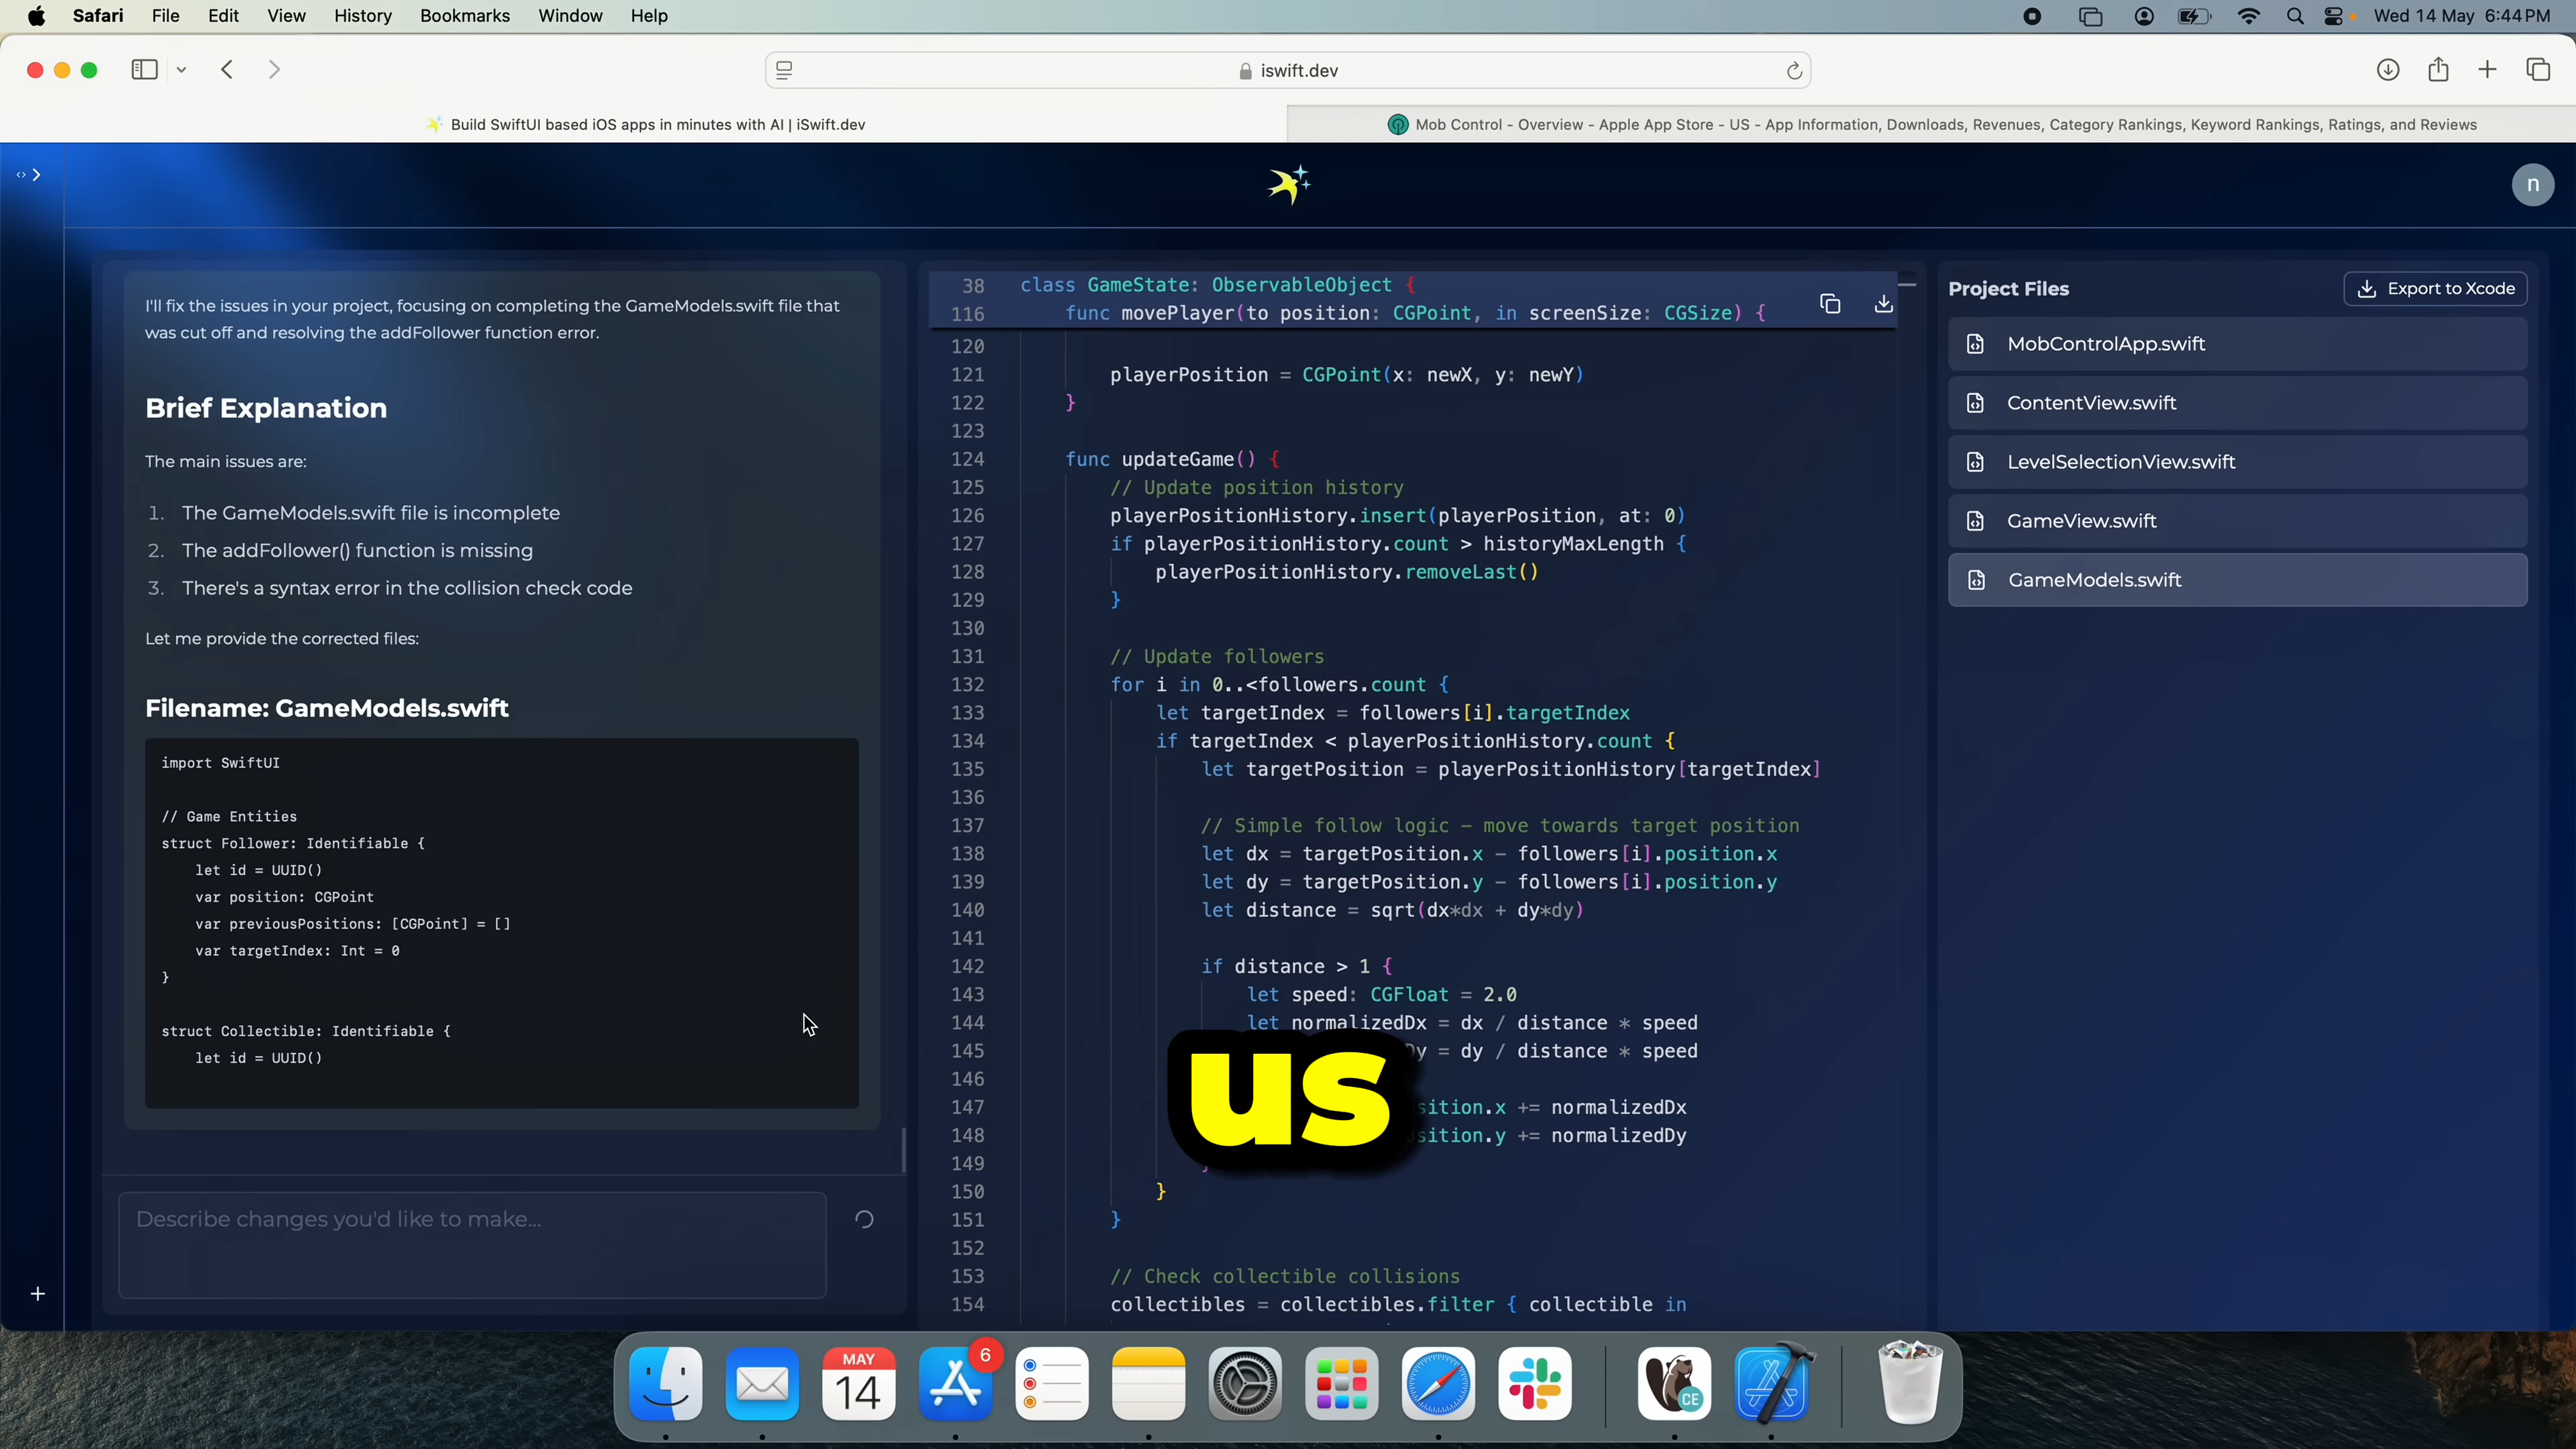 Safari File Edit View History Bookmarks Window Help
Wed 14 May 6:44 PM
iswift.dev
Build SwiftUI based iOS apps in minutes with AI | iSwift.dev
Mob Control - Overview - Apple App Store - US - App Information, Downloads, Revenues, Category Rankings, Keyword Rankings, Ratings, and Reviews
n
I'll fix the issues in your project, focusing on completing the GameModels.swift file that
was cut off and resolving the addFollower function error.
Brief Explanation
The main issues are:
1. The GameModels.swift file is incomplete
2. The addFollower() function is missing
3. There's a syntax error in the collision check code
Let me provide the corrected files:
Filename: GameModels.swift
import SwiftUI
// Game Entities
struct Follower: Identifiable {
let id = UUID()
var position: CGPoint
var previousPositions: [CGPoint] = []
var targetIndex: Int = 0
}
struct Collectible: Identifiable {
let id = UUID()
Describe changes you'd like to make...
38 class GameState: ObservableObject {
116 func movePlayer(to position: CGPoint, in screenSize: CGSize) {
120
121 playerPosition = CGPoint(x: newX, y: newY)
122 }
123
124 func updateGame() {
125 // Update position history
126 playerPositionHistory.insert(playerPosition, at: 0)
127 if playerPositionHistory.count > historyMaxLength {
128 playerPositionHistory.removeLast()
129 }
130
131 // Update followers
132 for i in 0..<followers.count {
133 let targetIndex = followers[i].targetIndex
134 if targetIndex < playerPositionHistory.count {
135 let targetPosition = playerPositionHistory[targetIndex]
136
137 // Simple follow logic – move towards target position
138 let dx = targetPosition.x - followers[i].position.x
139 let dy = targetPosition.y - followers[i].position.y
140 let distance = sqrt(dx*dx + dy*dy)
141
142 if distance > 1 {
143 let speed: CGFloat = 2.0
144 let normalizedDx = dx / distance * speed
145 y = dy / distance * speed
146
147 sition.x += normalizedDx
148 sition.y += normalizedDy
149
150 }
151 }
152
153 // Check collectible collisions
154 collectibles = collectibles.filter { collectible in
us
Project Files
Export to Xcode
MobControlApp.swift
ContentView.swift
LevelSelectionView.swift
GameView.swift
GameModels.swift
MAY
14
6
CE